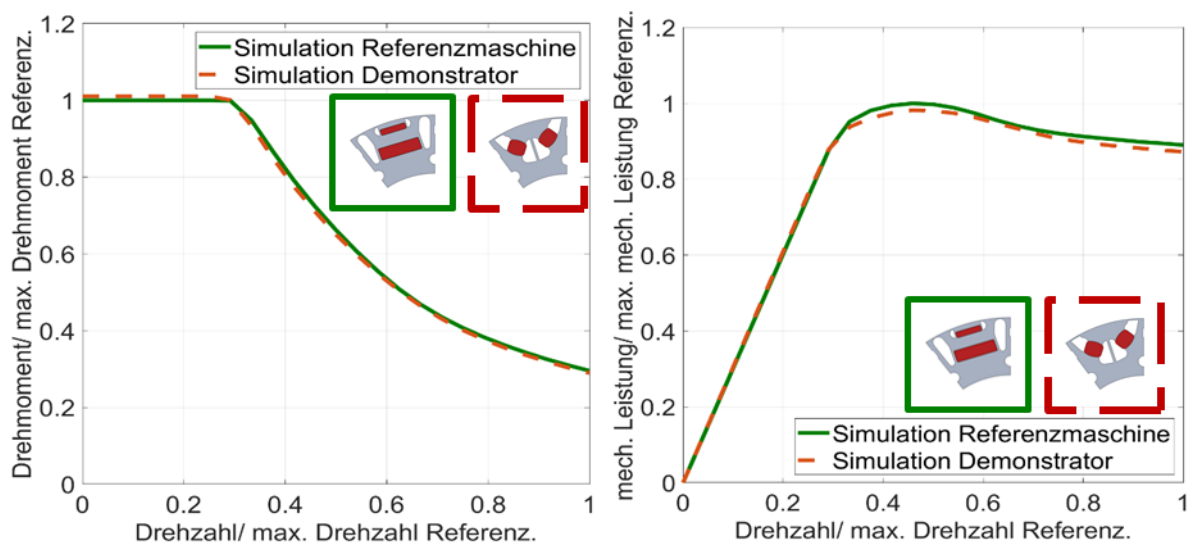 Drehmoment/ max. Drehmoment Referenz.
1.2
1
0.8
0.6
0.4
0.2
0
Simulation Referenzmaschine
Simulation Demonstrator
0 0.2 0.4 0.6 0.8 1
Drehzahl/ max. Drehzahl Referenz.
mech. Leistung/ max. mech. Leistung Referenz.
1.2
1
0.8
0.6
0.4
0.2
0
Simulation Referenzmaschine
Simulation Demonstrator
0 0.2 0.4 0.6 0.8 1
Drehzahl/ max. Drehzahl Referenz.